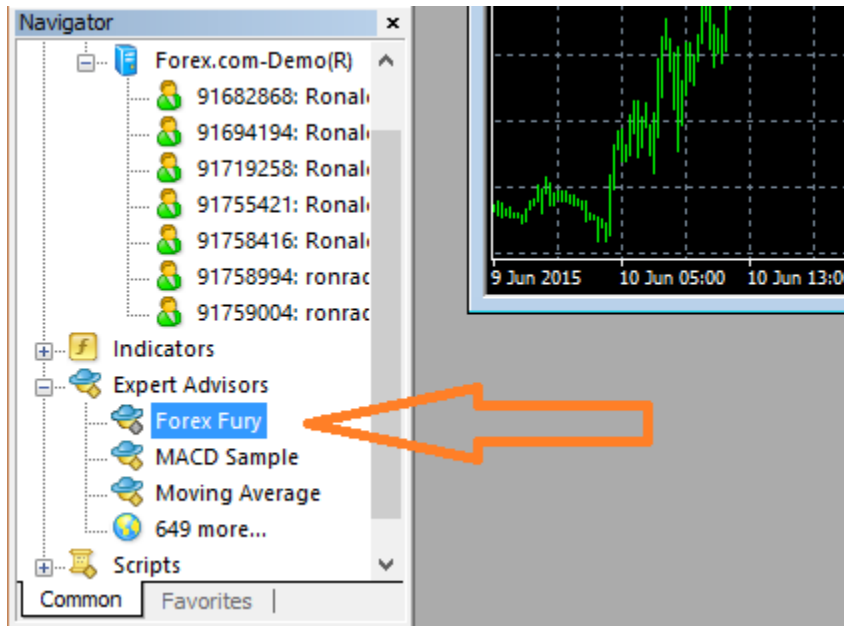 Navigator
Forex.com-Demo(R)
91682868: Ronal
91694194: Ronal
91719258: Ronal
91755421: Ronal
91758416: Ronal
91758994: ronrac
91759004: ronrac
Indicators
Expert Advisors
Forex Fury
MACD Sample
Moving Average
649 more...
Scripts
Common Favorites
9 Jun 2015 10 Jun 05:00 10 Jun 13:0